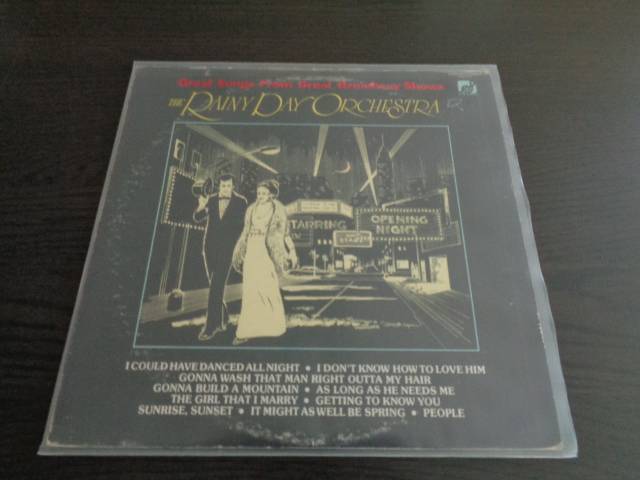 Great Songs From Great Broadway Shows
THE RAINY DAY ORCHESTRA
STARRING
OPENING
NIGHT
I COULD HAVE DANCED ALL NIGHT • I DON'T KNOW HOW TO LOVE HIM
GONNA WASH THAT MAN RIGHT OUTTA MY HAIR
GONNA BUILD A MOUNTAIN • AS LONG AS HE NEEDS ME
THE GIRL THAT I MARRY • GETTING TO KNOW YOU
SUNRISE, SUNSET • IT MIGHT AS WELL BE SPRING • PEOPLE